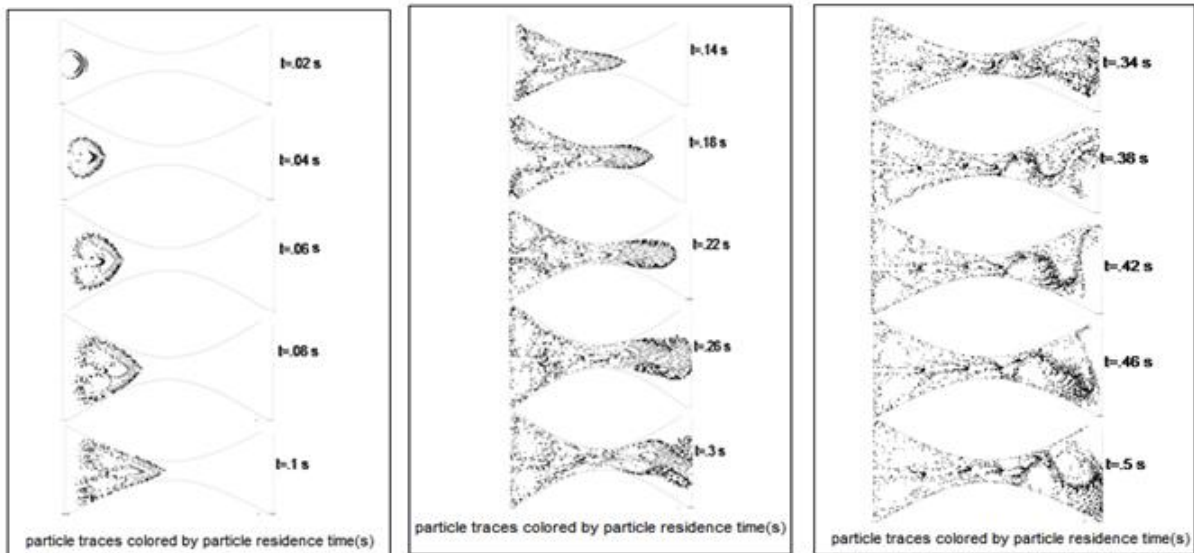 t=.02 s
t=.04 s
t=.06 s
t=.08 s
t=.1 s
particle traces colored by particle residence time(s)
t=.14 s
t=.18 s
t=.22 s
t=.26 s
t=.3 s
particle traces colored by particle residence time(s)
t=.34 s
t=.38 s
t=.42 s
t=.46 s
t=.5 s
particle traces colored by particle residence time(s)